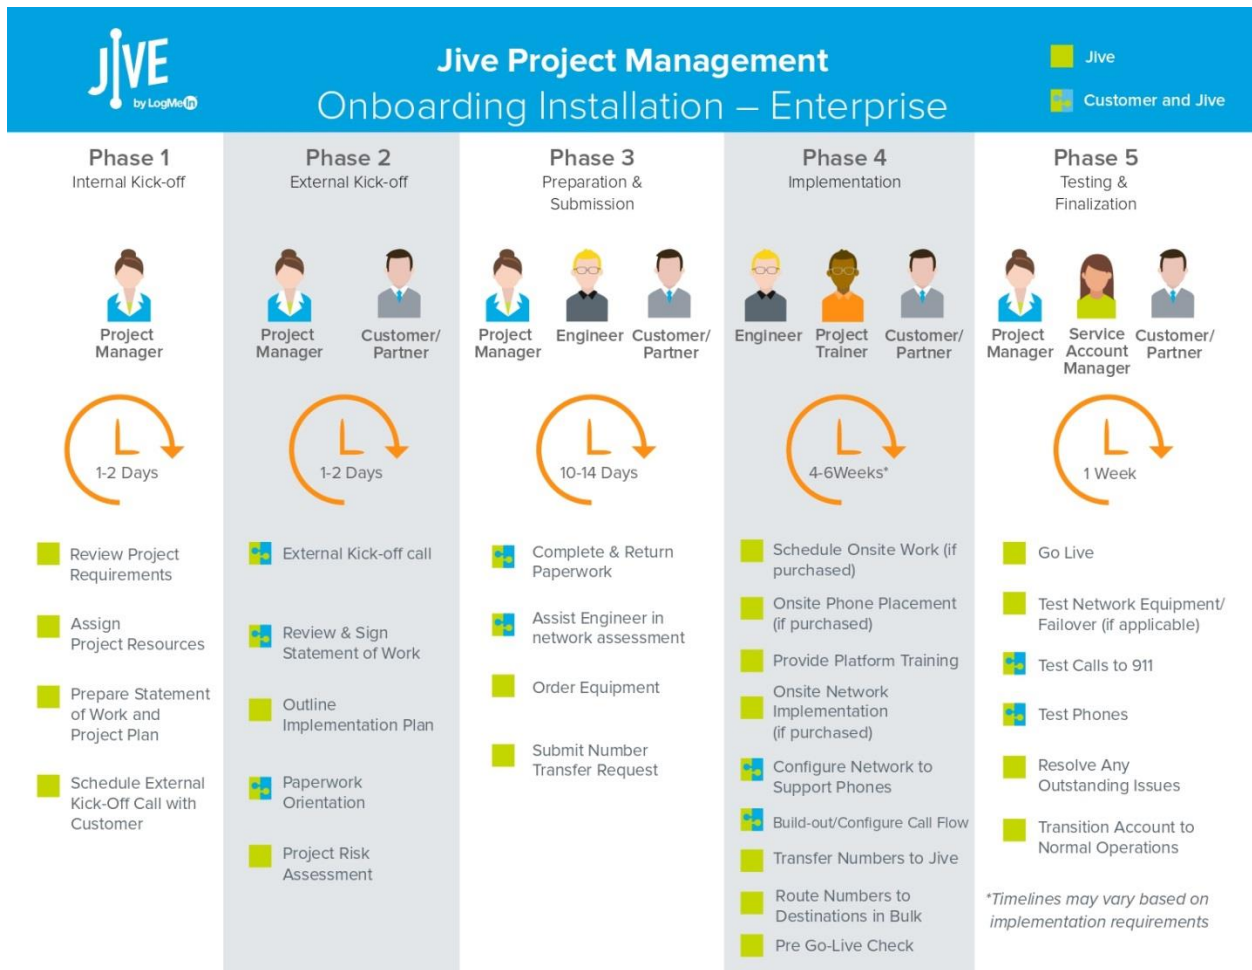 JIVE
by LogMeIn
Jive Project Management
Onboarding Installation – Enterprise
Jive
Customer and Jive
Phase 1
Internal Kick-off
Project
Manager
1-2 Days
Review Project
Requirements
Assign
Project Resources
Prepare Statement
of Work and
Project Plan
Schedule External
Kick-Off Call with
Customer
Phase 2
External Kick-off
Project
Manager
Customer/
Partner
1-2 Days
External Kick-off call
Review & Sign
Statement of Work
Outline
Implementation Plan
Paperwork
Orientation
Project Risk
Assessment
Phase 3
Preparation &
Submission
Project
Manager
Engineer
Customer/
Partner
10-14 Days
Complete & Return
Paperwork
Assist Engineer in
network assessment
Order Equipment
Submit Number
Transfer Request
Phase 4
Implementation
Engineer
Project
Trainer
Customer/
Partner
4-6Weeks*
Schedule Onsite Work (if
purchased)
Onsite Phone Placement
(if purchased)
Provide Platform Training
Onsite Network
Implementation
(if purchased)
Configure Network to
Support Phones
Build-out/Configure Call Flow
Transfer Numbers to Jive
Route Numbers to
Destinations in Bulk
Pre Go-Live Check
Phase 5
Testing &
Finalization
Project
Manager
Service
Account
Manager
Customer/
Partner
1 Week
Go Live
Test Network Equipment/
Failover (if applicable)
Test Calls to 911
Test Phones
Resolve Any
Outstanding Issues
Transition Account to
Normal Operations
*Timelines may vary based on
implementation requirements